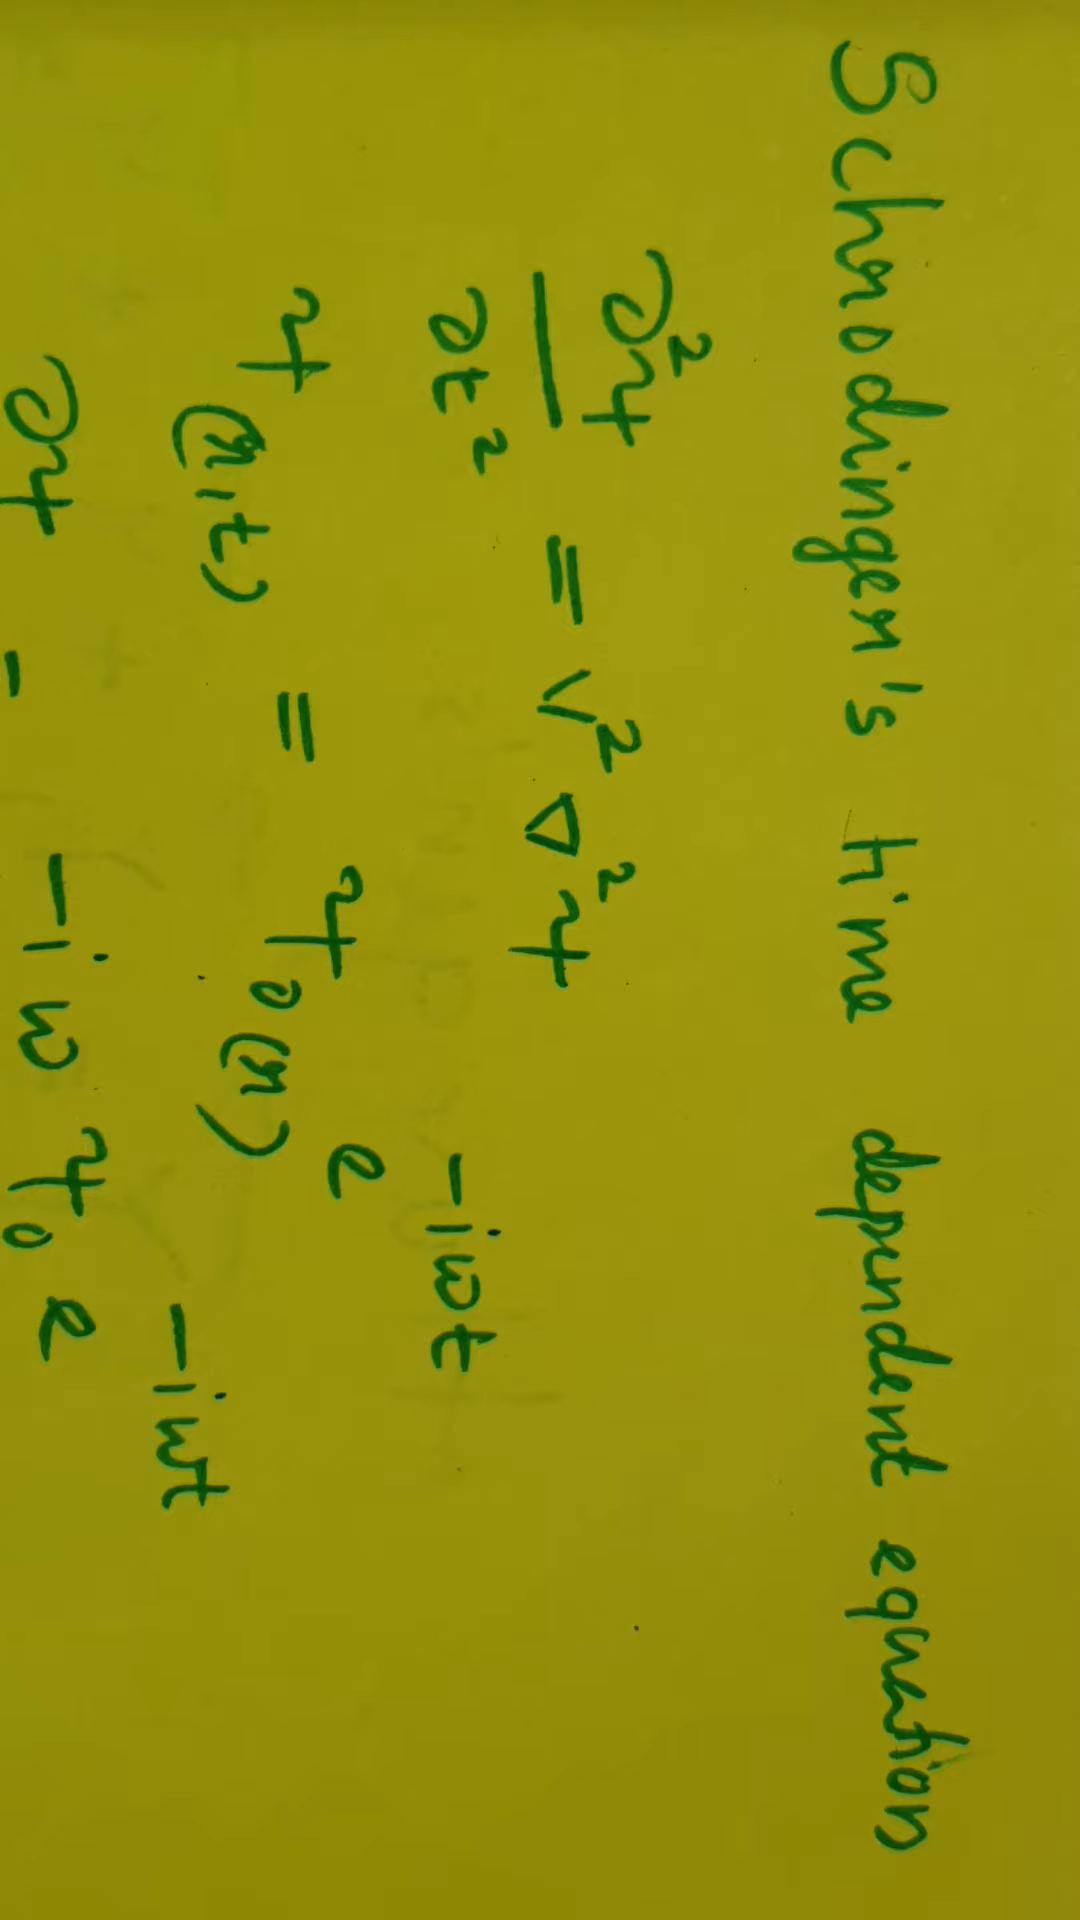 Schrodinger's time dependent equation
∂²ψ/∂t² = V² ∇²ψ
ψ(r,t) = ψ₀(r) e^-iωt
∂ψ = -iω ψ₀ e^-iωt